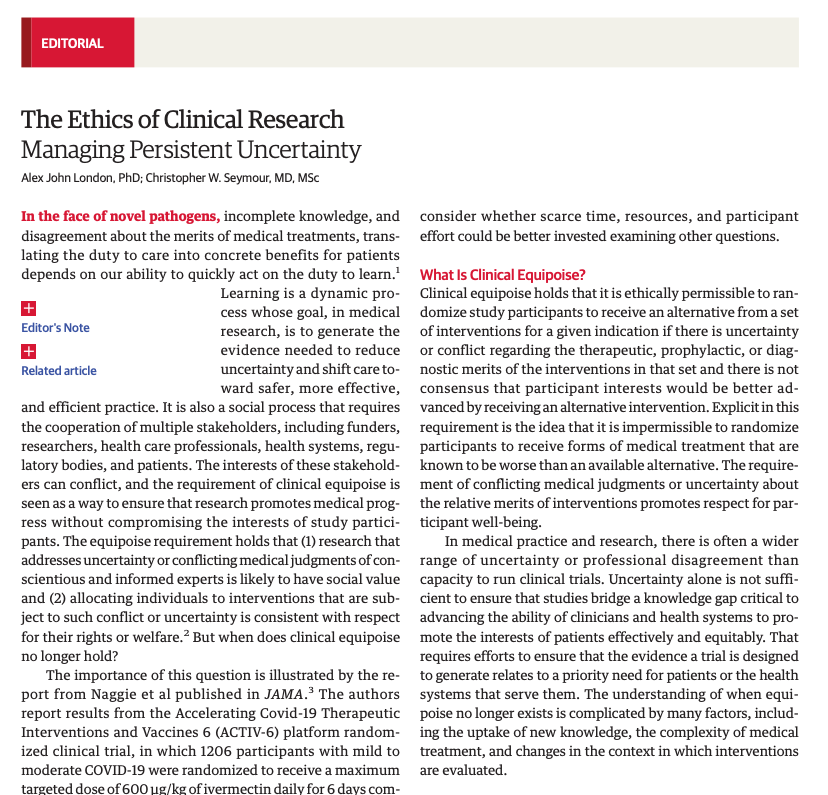 EDITORIAL
The Ethics of Clinical Research
Managing Persistent Uncertainty
Alex John London, PhD; Christopher W. Seymour, MD, MSc
In the face of novel pathogens, incomplete knowledge, and
disagreement about the merits of medical treatments, trans-
lating the duty to care into concrete benefits for patients
depends on our ability to quickly act on the duty to learn.1
Learning is a dynamic pro-
cess whose goal, in medical
research, is to generate the
evidence needed to reduce
uncertainty and shift care to-
ward safer, more effective,
Editor's Note
Related article
and efficient practice. It is also a social process that requires
the cooperation of multiple stakeholders, including funders,
researchers, health care professionals, health systems, regu-
latory bodies, and patients. The interests of these stakehold-
ers can conflict, and the requirement of clinical equipoise is
seen as a way to ensure that research promotes medical prog-
ress without compromising the interests of study partici-
pants. The equipoise requirement holds that (1) research that
addresses uncertainty or conflicting medical judgments of con-
scientious and informed experts is likely to have social value
and (2) allocating individuals to interventions that are sub-
ject to such conflict or uncertainty is consistent with respect
for their rights or welfare.2 But when does clinical equipoise
no longer hold?
The importance of this question is illustrated by the re-
port from Naggie et al published in JAMA.3 The authors
report results from the Accelerating Covid-19 Therapeutic
Interventions and Vaccines 6 (ACTIV-6) platform random-
ized clinical trial, in which 1206 participants with mild to
moderate COVID-19 were randomized to receive a maximum
targeted dose of 600 μg/kg of ivermectin daily for 6 days com-
consider whether scarce time, resources, and participant
effort could be better invested examining other questions.
What Is Clinical Equipoise?
Clinical equipoise holds that it is ethically permissible to ran-
domize study participants to receive an alternative from a set
of interventions for a given indication if there is uncertainty
or conflict regarding the therapeutic, prophylactic, or diag-
nostic merits of the interventions in that set and there is not
consensus that participant interests would be better ad-
vanced by receiving an alternative intervention. Explicit in this
requirement is the idea that it is impermissible to randomize
participants to receive forms of medical treatment that are
known to be worse than an available alternative. The require-
ment of conflicting medical judgments or uncertainty about
the relative merits of interventions promotes respect for par-
ticipant well-being.
In medical practice and research, there is often a wider
range of uncertainty or professional disagreement than
capacity to run clinical trials. Uncertainty alone is not suffi-
cient to ensure that studies bridge a knowledge gap critical to
advancing the ability of clinicians and health systems to pro-
mote the interests of patients effectively and equitably. That
requires efforts to ensure that the evidence a trial is designed
to generate relates to a priority need for patients or the health
systems that serve them. The understanding of when equi-
poise no longer exists is complicated by many factors, includ-
ing the uptake of new knowledge, the complexity of medical
treatment, and changes in the context in which interventions
are evaluated.